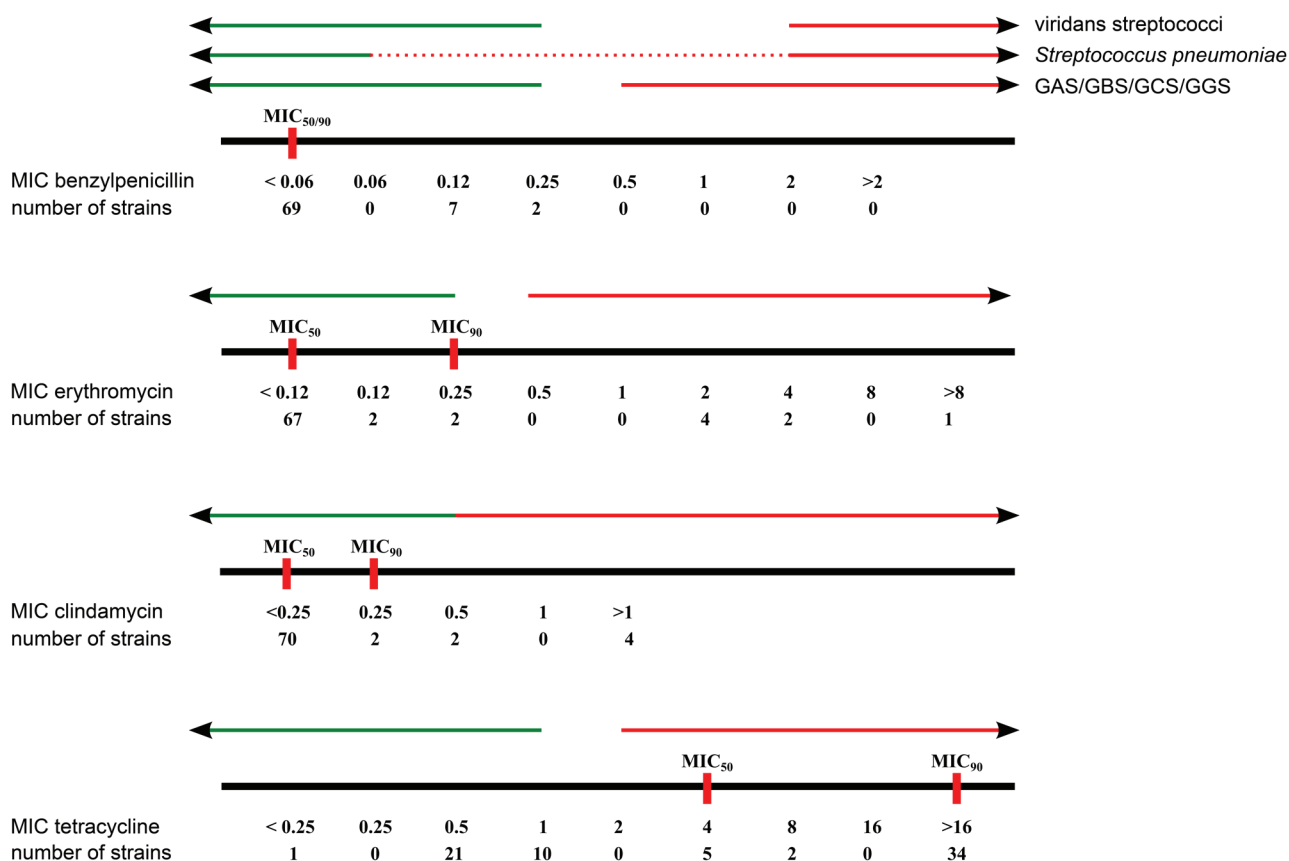 viridans streptococci
Streptococcus pneumoniae
GAS/GBS/GCS/GGS
MIC50/90
MIC benzylpenicillin < 0.06 0.06 0.12 0.25 0.5 1 2 >2
number of strains 69 0 7 2 0 0 0 0
MIC50 MIC90
MIC erythromycin < 0.12 0.12 0.25 0.5 1 2 4 8 >8
number of strains 67 2 2 0 0 4 2 0 1
MIC50 MIC90
MIC clindamycin <0.25 0.25 0.5 1 >1
number of strains 70 2 2 0 4
MIC50 MIC90
MIC tetracycline < 0.25 0.25 0.5 1 2 4 8 16 >16
number of strains 1 0 21 10 0 5 2 0 34